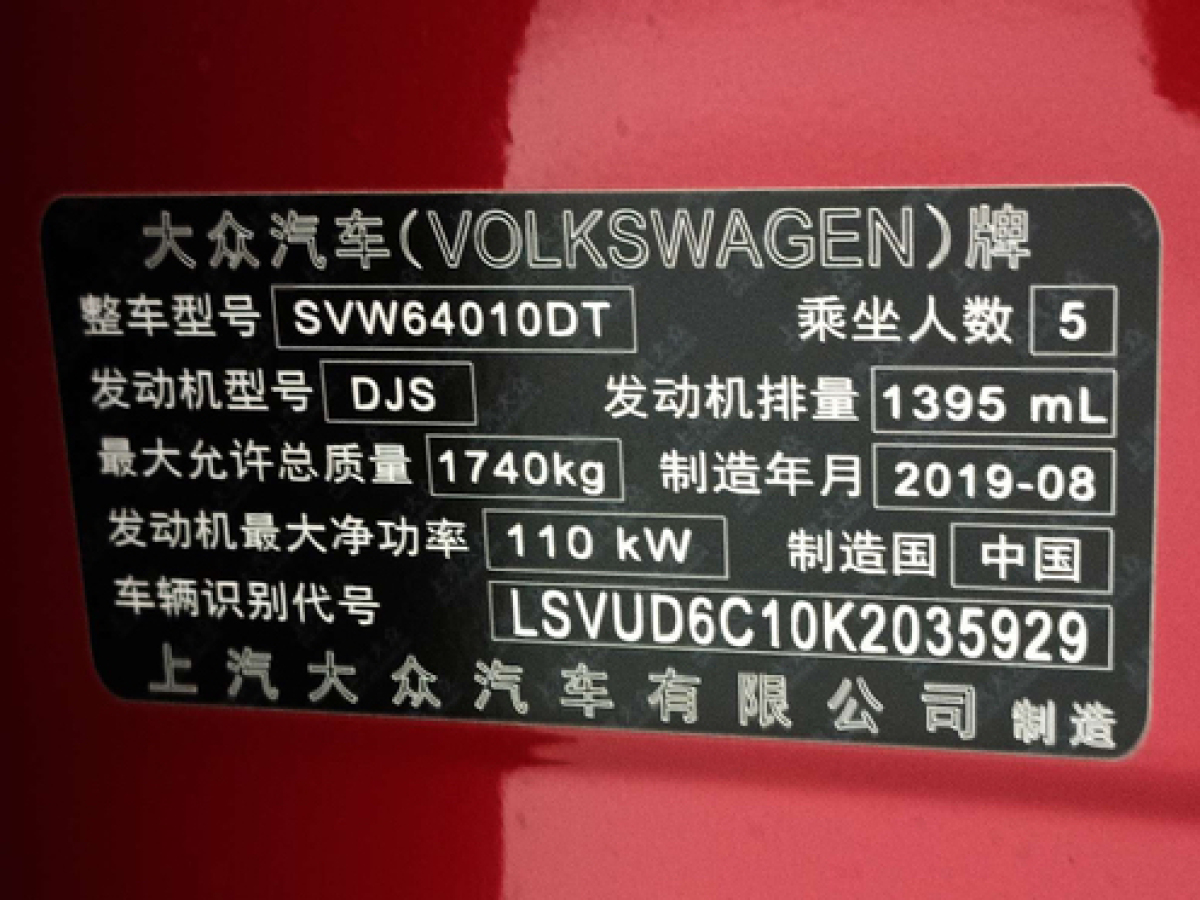 大众汽车(VOLKSWAGEN)牌
整车型号 SVW64010DT 乘坐人数 5
发动机型号 DJS 发动机排量 1395 mL
最大允许总质量 1740kg 制造年月 2019-08
发动机最大净功率 110 kW 制造国 中国
车辆识别代号 LSVUD6C10K2035929
上汽大众汽车有限公司 制造